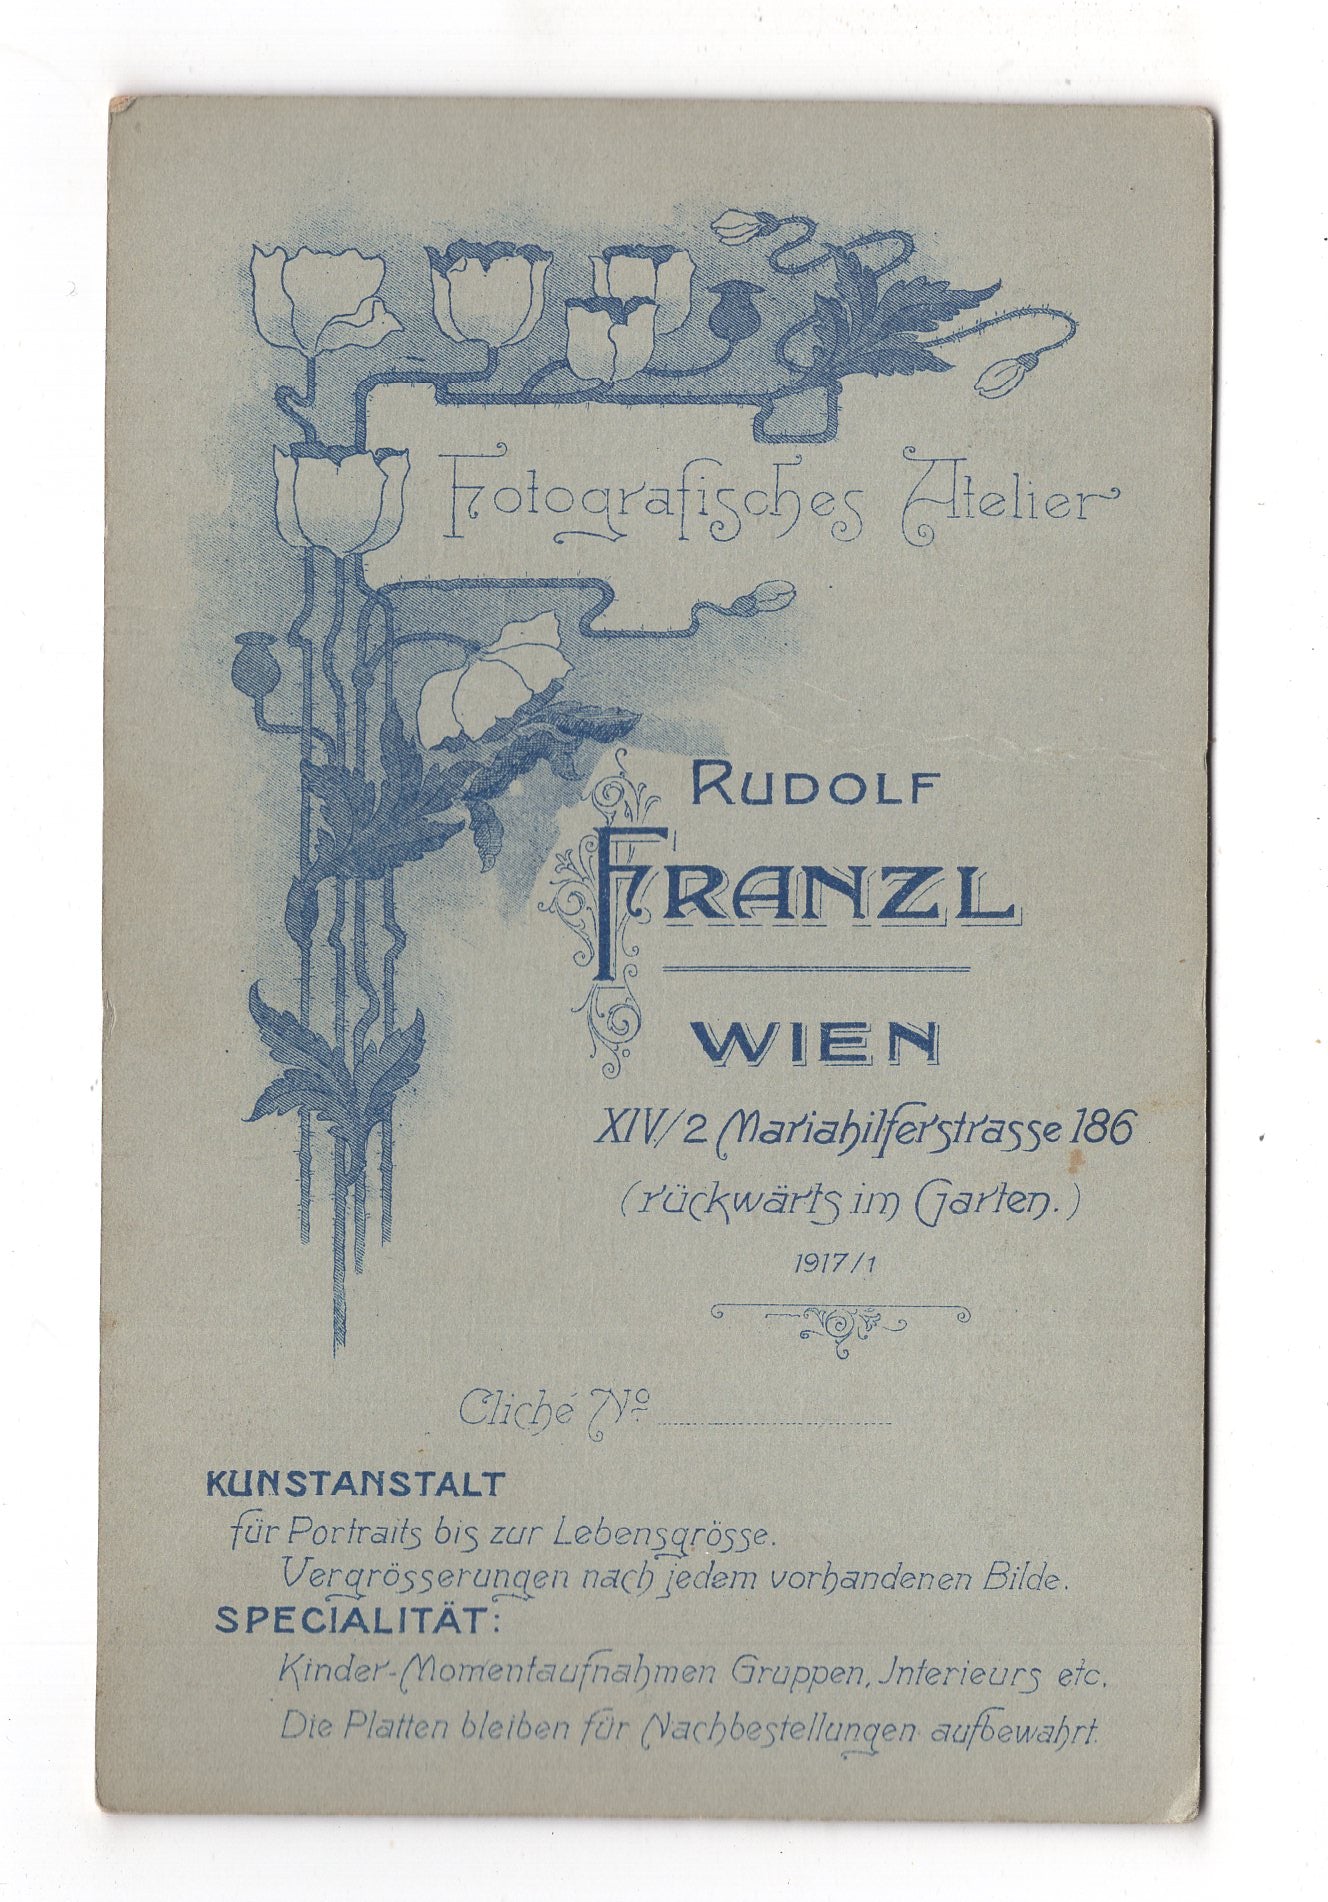 Fotografisches Atelier
RUDOLF
FRANZL
WIEN
XIV/2 Mariahilferstrasse 186
(rückwärts im Garten.)
1917/1
Cliché No
KUNSTANSTALT
für Portraits bis zur Lebensgrösse.
Vergrösserungen nach jedem vorhandenen Bilde.
SPECIALITÄT:
Kinder-Momentaufnahmen Gruppen, Interieurs etc.
Die Platten bleiben für Nachbestellungen aufbewahrt.